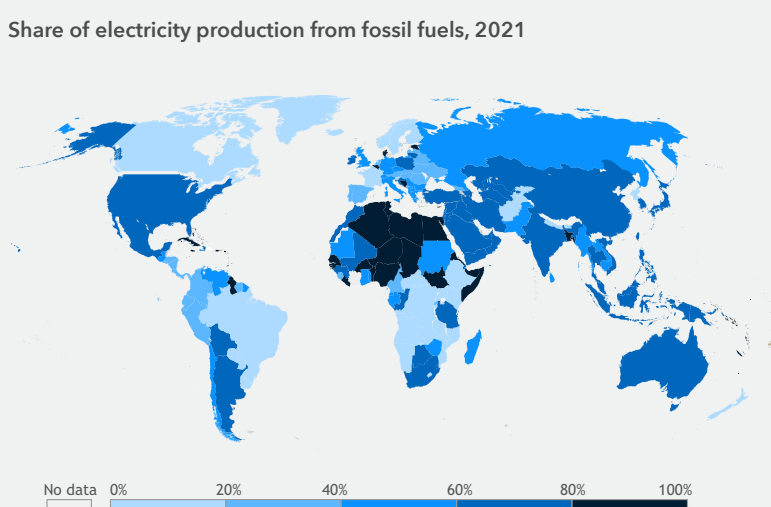 Share of electricity production from fossil fuels, 2021
No data 0% 20% 40% 60% 80% 100%